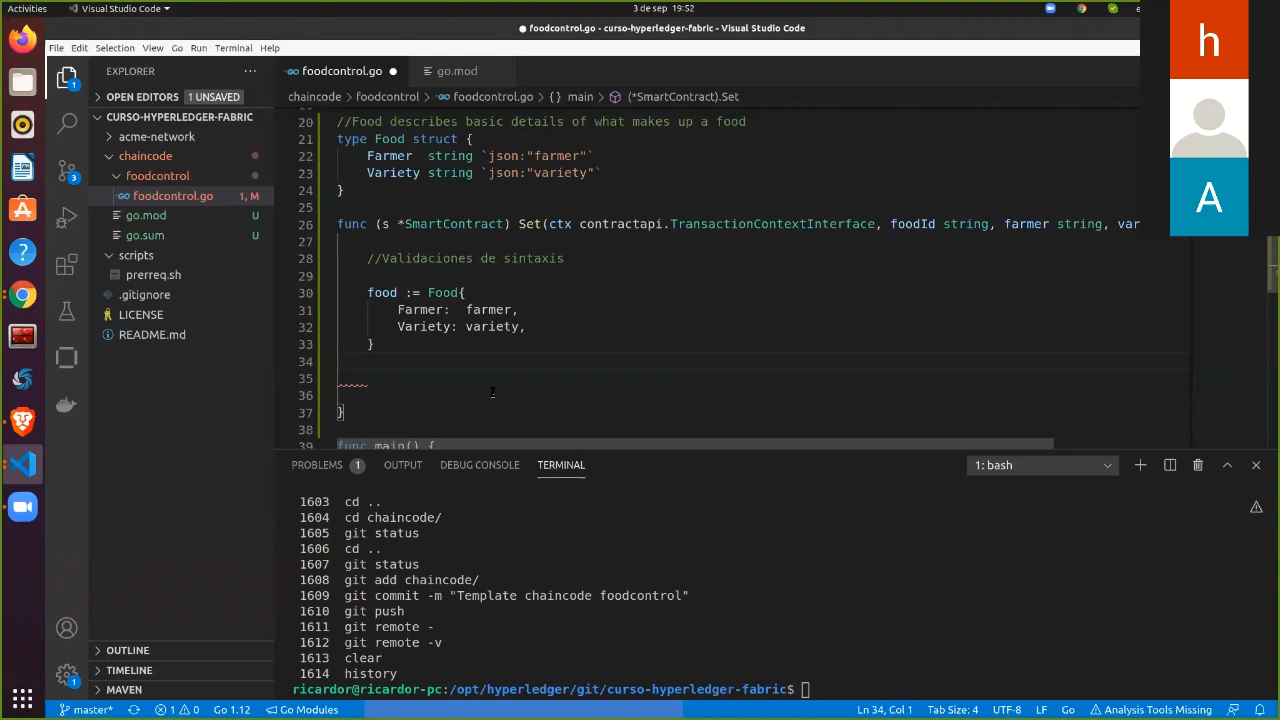 Activities
Visual Studio Code
3 de sep 19:52
foodcontrol.go - curso-hyperledger-fabric - Visual Studio Code
File Edit Selection View Go Run Terminal Help
h
A
EXPLORER
OPEN EDITORS 1 UNSAVED
CURSO-HYPERLEDGER-FABRIC
acme-network
chaincode
foodcontrol
foodcontrol.go 1, M
go.mod U
go.sum U
scripts
prerreq.sh
.gitignore
LICENSE
README.md
OUTLINE
TIMELINE
MAVEN
foodcontrol.go
go.mod
chaincode > foodcontrol > foodcontrol.go > {} main > (*SmartContract).Set
20 //Food describes basic details of what makes up a food
21 type Food struct {
22 Farmer string `json:"farmer"`
23 Variety string `json:"variety"`
24 }
25
26 func (s *SmartContract) Set(ctx contractapi.TransactionContextInterface, foodId string, farmer string, var
27
28 //Validaciones de sintaxis
29
30 food := Food{
31 Farmer: farmer,
32 Variety: variety,
33 }
34
35
36
37 }
38
39 func main() {
PROBLEMS 1 OUTPUT DEBUG CONSOLE TERMINAL
1: bash
1603 cd ..
1604 cd chaincode/
1605 git status
1606 cd ..
1607 git status
1608 git add chaincode/
1609 git commit -m "Template chaincode foodcontrol"
1610 git push
1611 git remote -
1612 git remote -v
1613 clear
1614 history
ricardor@ricardor-pc:/opt/hyperledger/git/curso-hyperledger-fabric$
master* 1 0 Go 1.12 Go Modules
Ln 34, Col 1 Tab Size: 4 UTF-8 LF Go Analysis Tools Missing
1
3
1